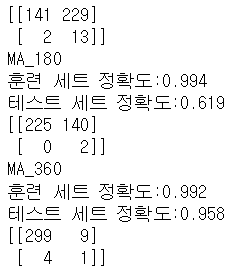 [[141 229]
 [  2  13]]
MA_180
훈련 세트 정확도:0.994
테스트 세트 정확도:0.619
[[225 140]
 [  0   2]]
MA_360
훈련 세트 정확도:0.992
테스트 세트 정확도:0.958
[[299   9]
 [  4   1]]